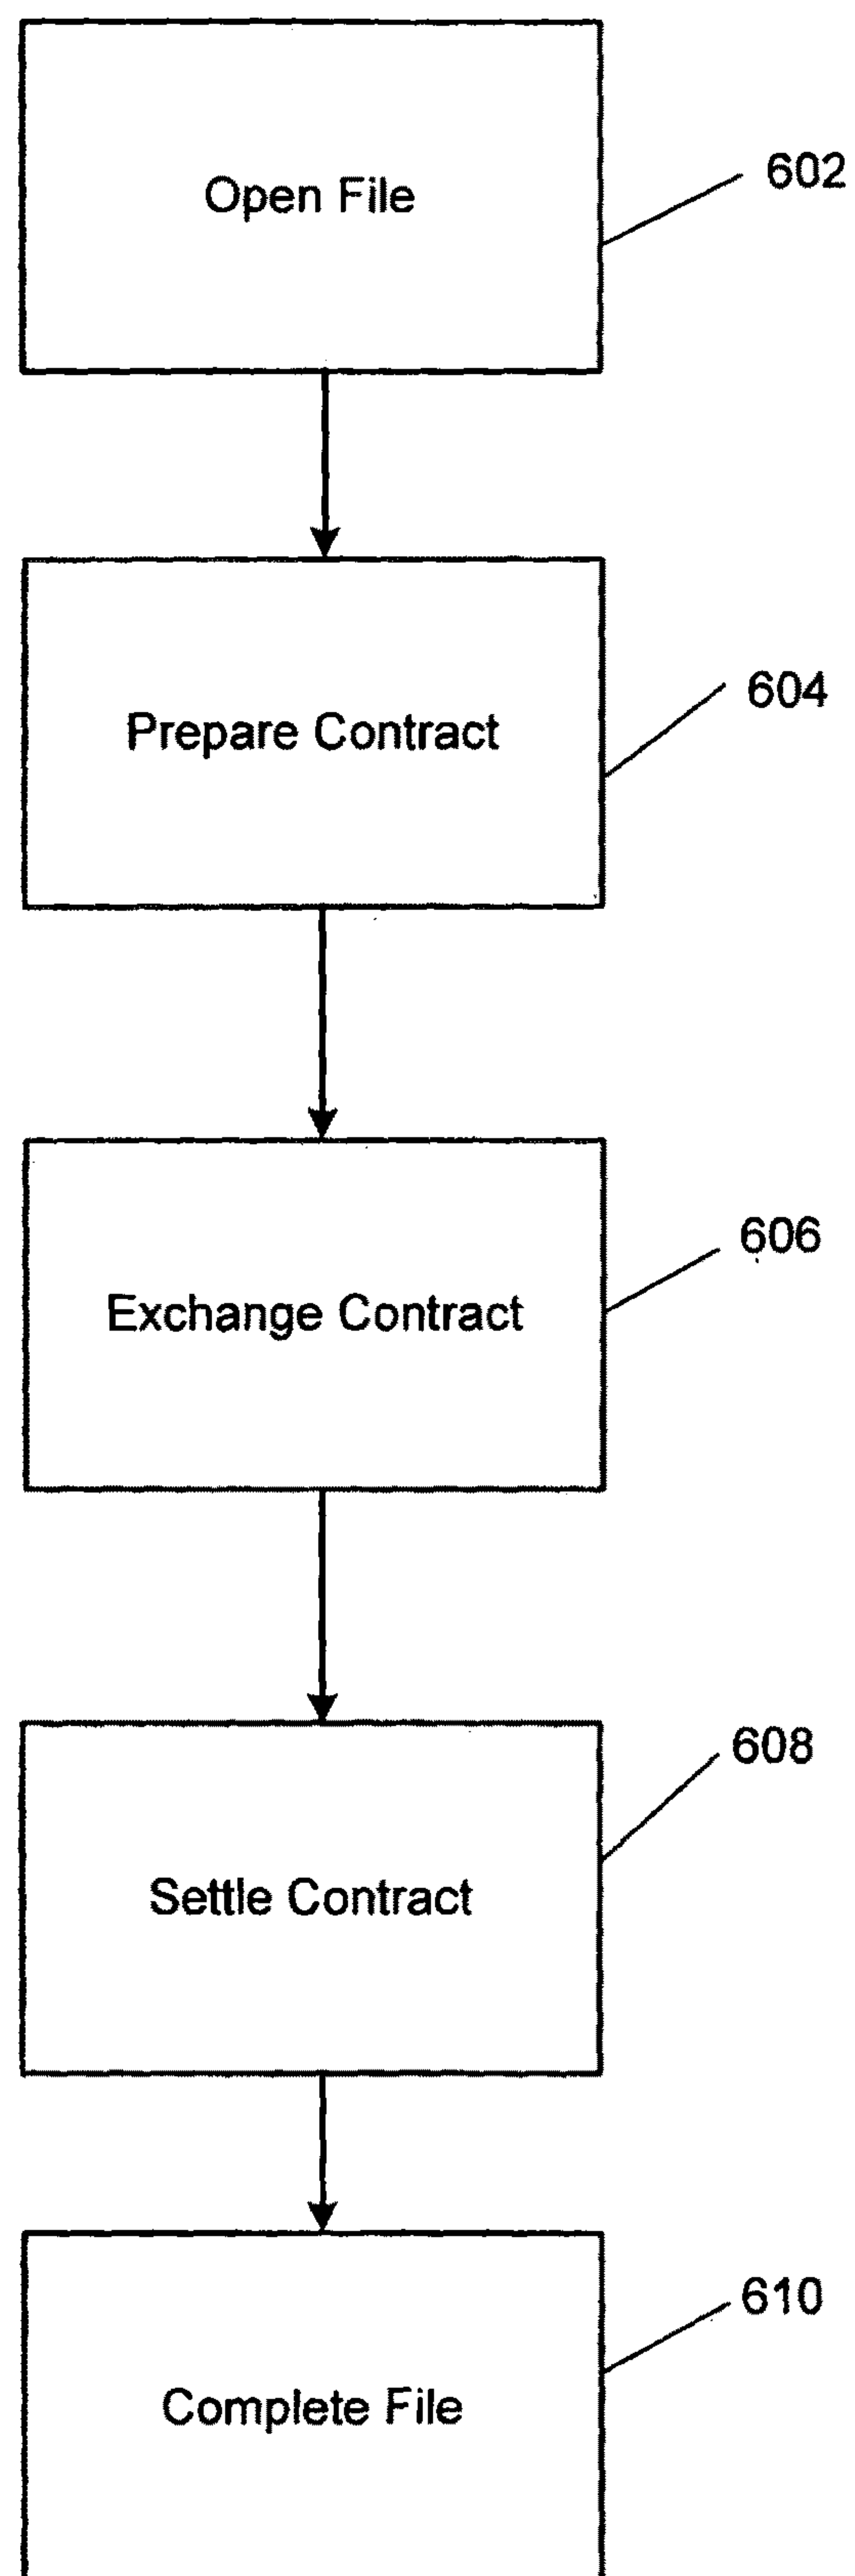 Open File
602
Prepare Contract
604
Exchange Contract
606
Settle Contract
608
Complete File
610